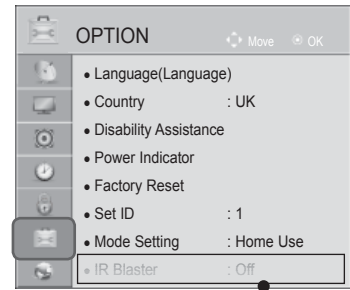 OPTION Move OK
• Language(Language)
• Country : UK
• Disability Assistance
• Power Indicator
• Factory Reset
• Set ID : 1
• Mode Setting : Home Use
• IR Blaster : Off